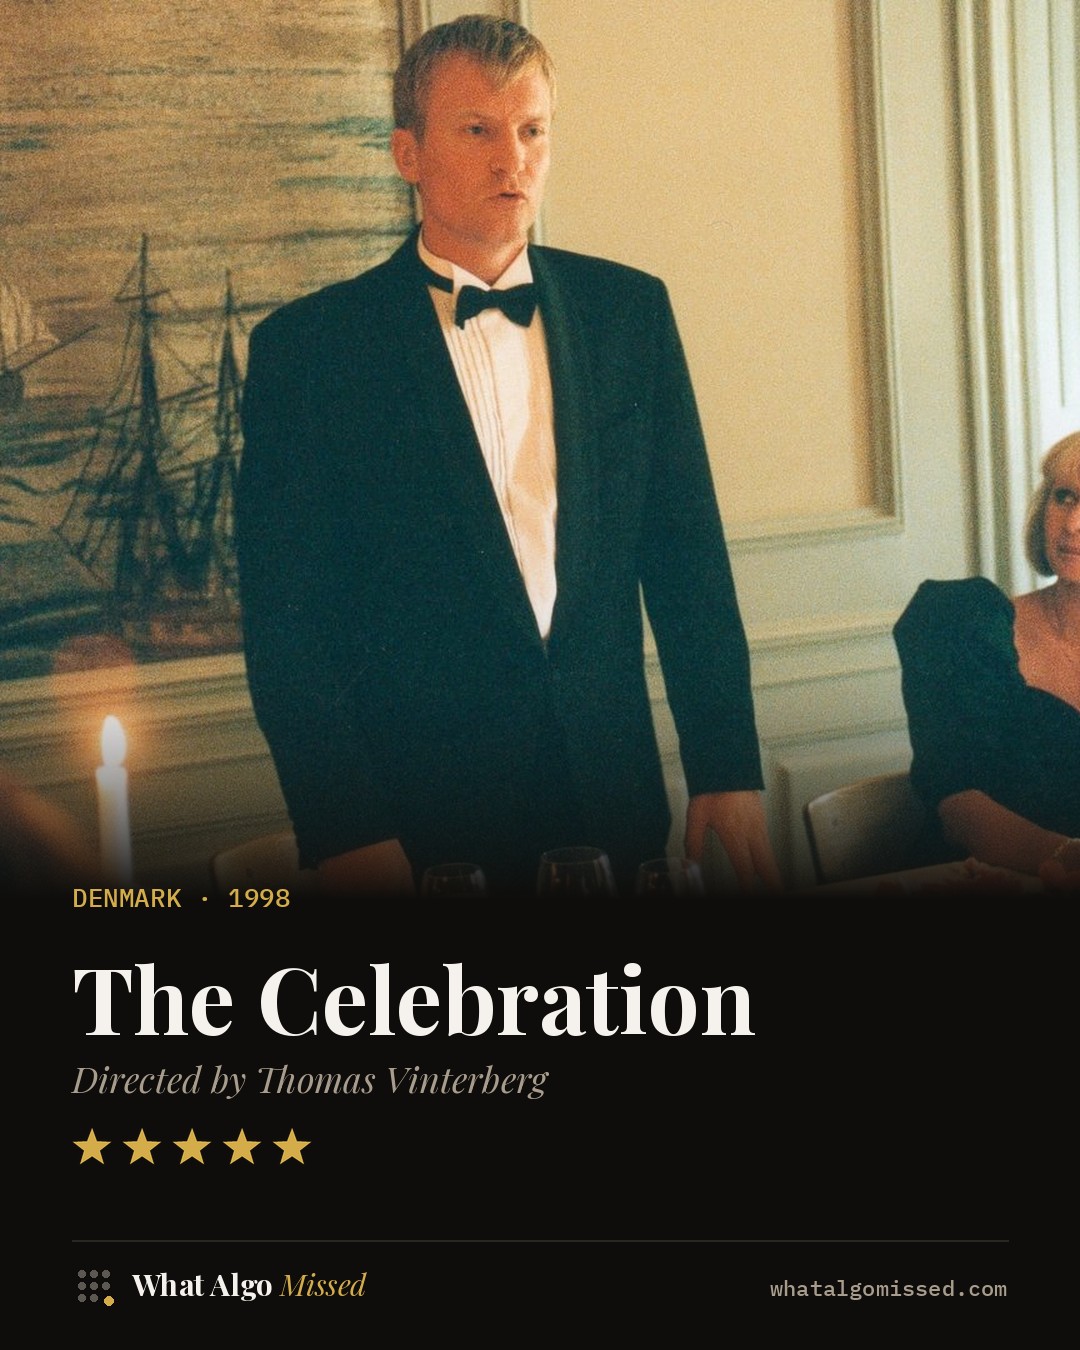 DENMARK · 1998
The Celebration
Directed by Thomas Vinterberg
★★★★★
What Algo Missed
whatalgomissed.com